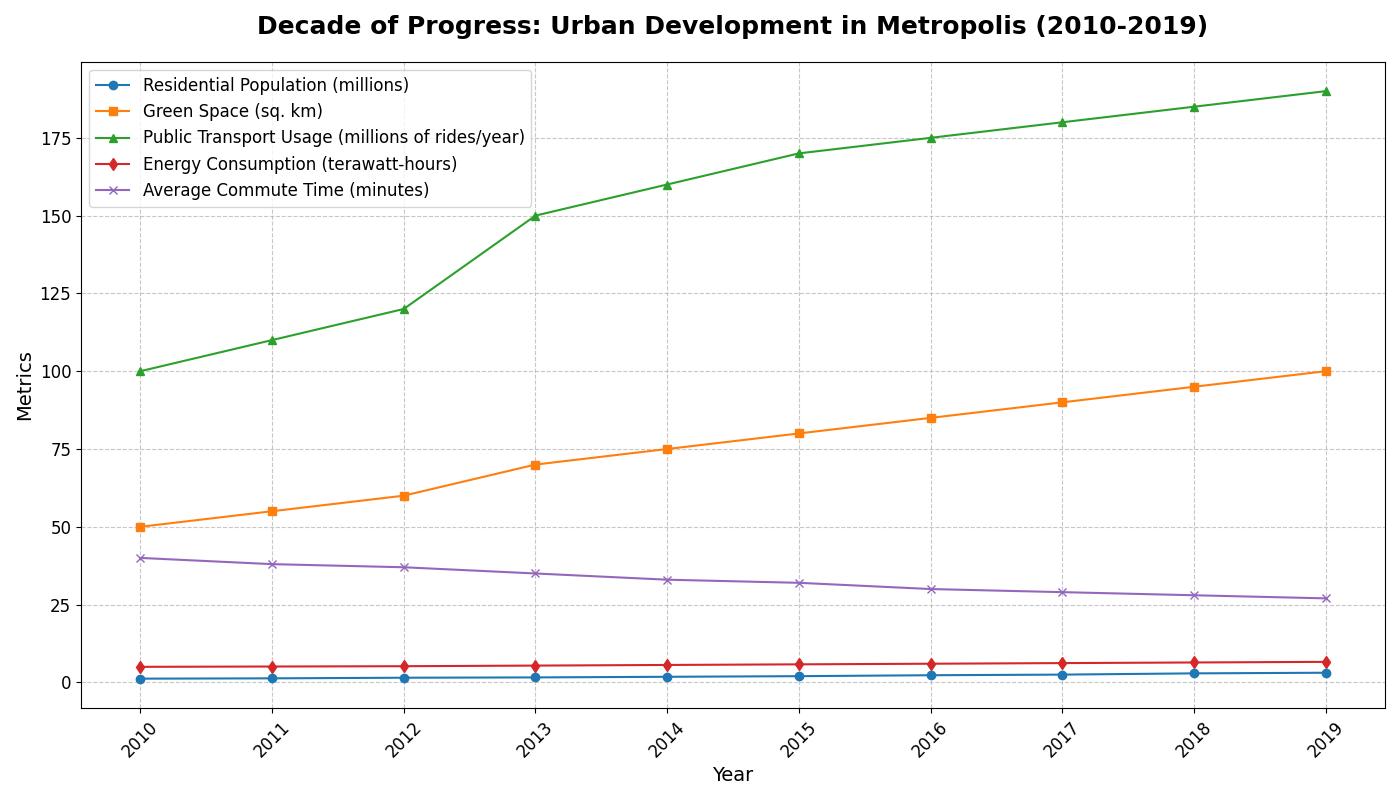 Decade of Progress: Urban Development in Metropolis (2010-2019)
Residential Population (millions)
Green Space (sq. km)
Public Transport Usage (millions of rides/year)
Energy Consumption (terawatt-hours)
Average Commute Time (minutes)
175
150
125
100
75
50
25
0
Metrics
2010
2011
2012
2013
2014
2015
2016
2017
2018
2019
Year